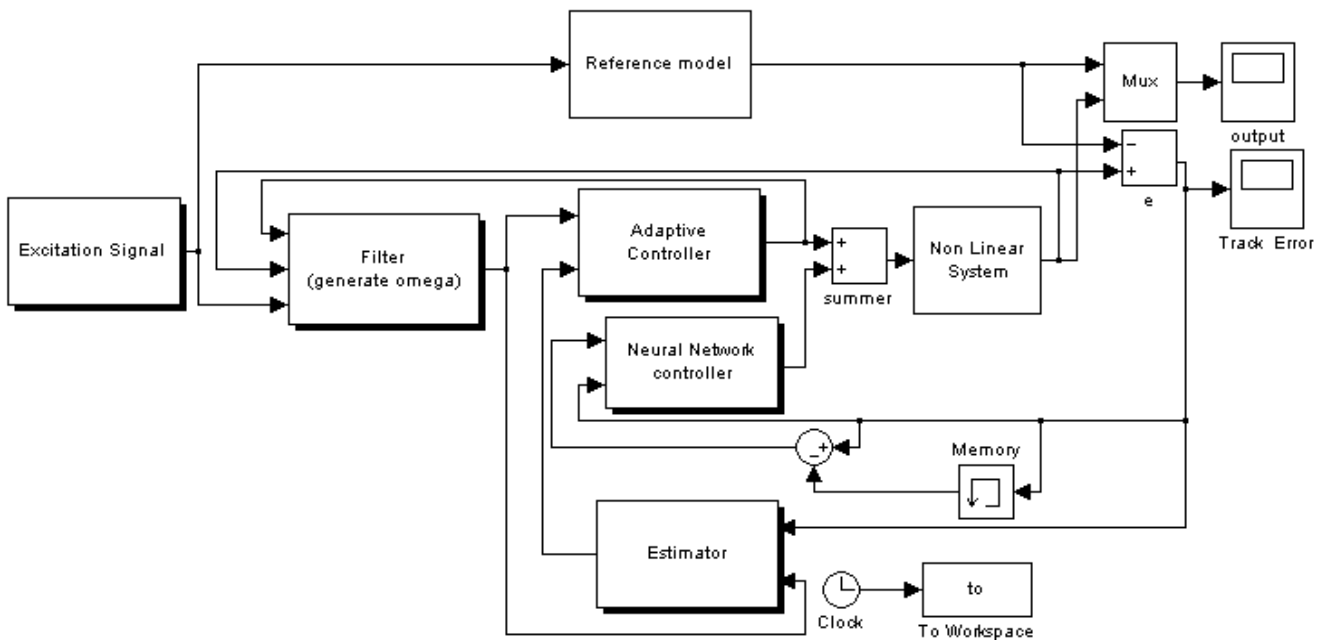 Reference model
Mux
output
−
+
e
Track Error
Excitation Signal
Filter
(generate omega)
Adaptive
Controller
+
+
summer
Non Linear
System
Neural Network
controller
Memory
+
−
Estimator
Clock
to
To Workspace